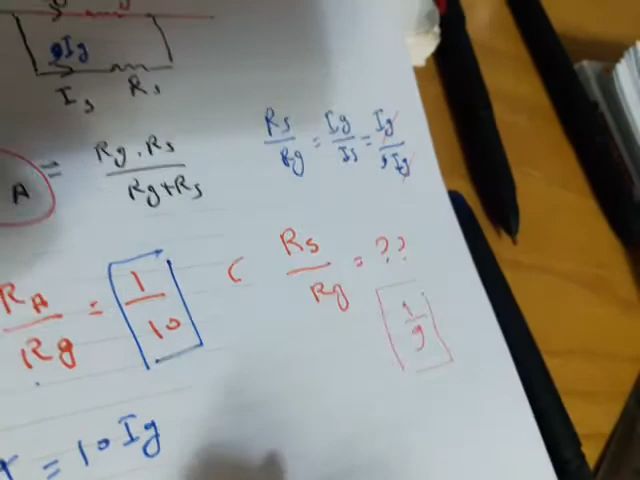 9Ig
Is Rs
A = Rg . Rs / Rg + Rs
Rs / Rg = Ig / Is = Ig / 9Ig
RA / Rg = 1 / 10
( Rs / Rg = ??
1 / 9
= 10 Ig